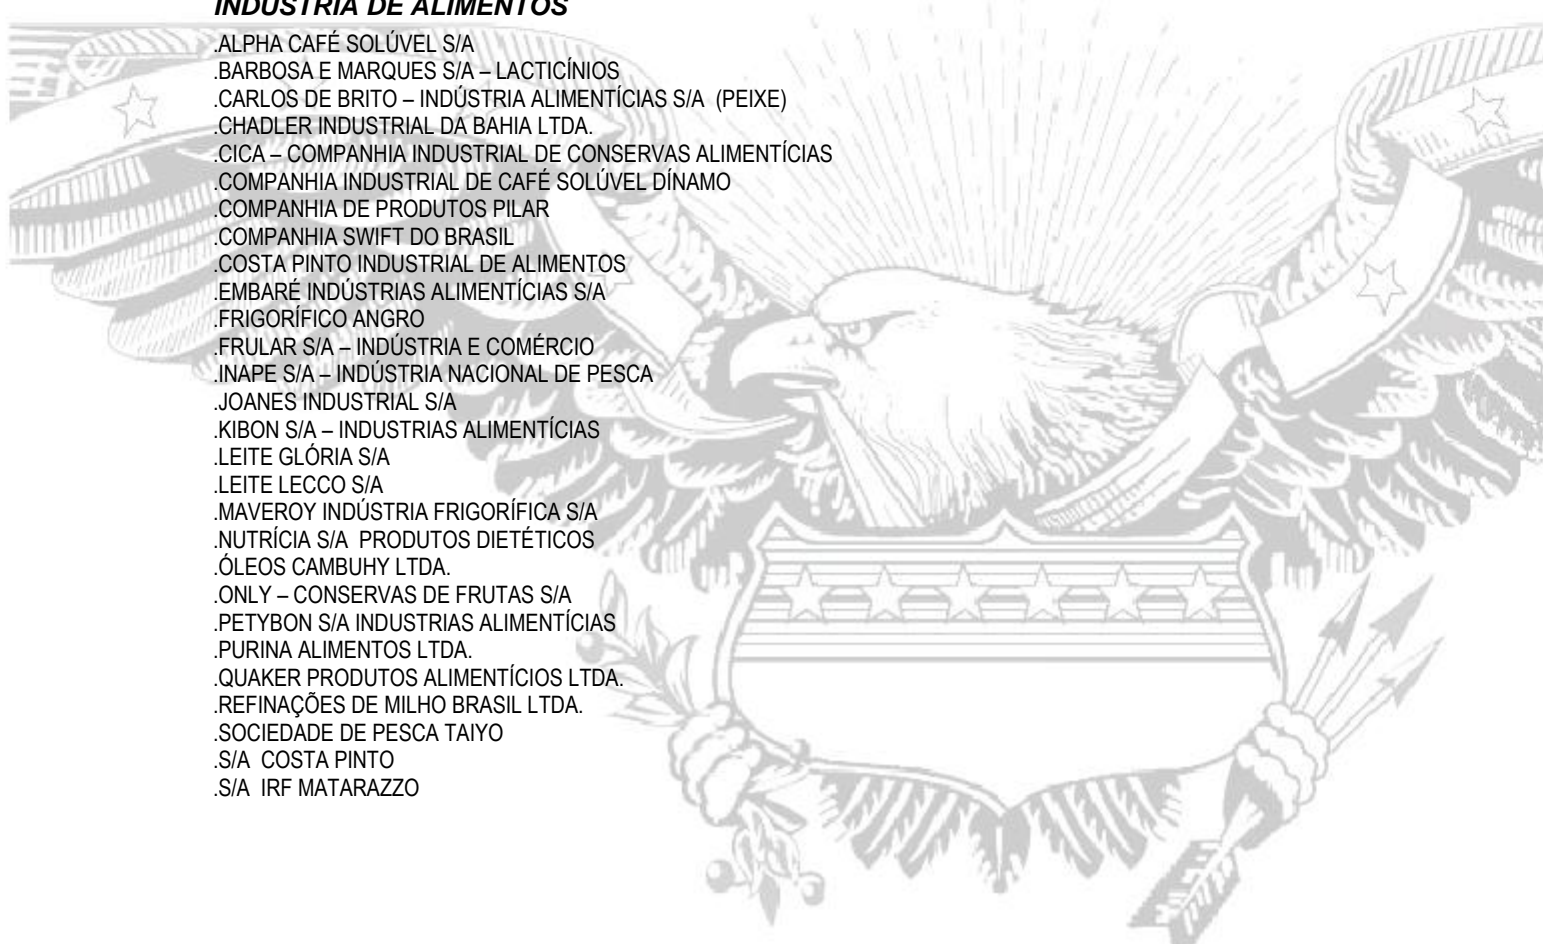 INDÚSTRIA DE ALIMENTOS
.ALPHA CAFÉ SOLÚVEL S/A
.BARBOSA E MARQUES S/A – LACTICÍNIOS
.CARLOS DE BRITO – INDÚSTRIA ALIMENTÍCIAS S/A (PEIXE)
.CHADLER INDUSTRIAL DA BAHIA LTDA.
.CICA – COMPANHIA INDUSTRIAL DE CONSERVAS ALIMENTÍCIAS
.COMPANHIA INDUSTRIAL DE CAFÉ SOLÚVEL DÍNAMO
.COMPANHIA DE PRODUTOS PILAR
.COMPANHIA SWIFT DO BRASIL
.COSTA PINTO INDUSTRIAL DE ALIMENTOS
.EMBARÉ INDÚSTRIAS ALIMENTÍCIAS S/A
.FRIGORÍFICO ANGRO
.FRULAR S/A – INDÚSTRIA E COMÉRCIO
.INAPE S/A – INDÚSTRIA NACIONAL DE PESCA
.JOANES INDUSTRIAL S/A
.KIBON S/A – INDUSTRIAS ALIMENTÍCIAS
.LEITE GLÓRIA S/A
.LEITE LECCO S/A
.MAVEROY INDÚSTRIA FRIGORÍFICA S/A
.NUTRÍCIA S/A PRODUTOS DIETÉTICOS
.ÓLEOS CAMBUHY LTDA.
.ONLY – CONSERVAS DE FRUTAS S/A
.PETYBON S/A INDUSTRIAS ALIMENTÍCIAS
.PURINA ALIMENTOS LTDA.
.QUAKER PRODUTOS ALIMENTÍCIOS LTDA.
.REFINAÇÕES DE MILHO BRASIL LTDA.
.SOCIEDADE DE PESCA TAIYO
.S/A COSTA PINTO
.S/A IRF MATARAZZO